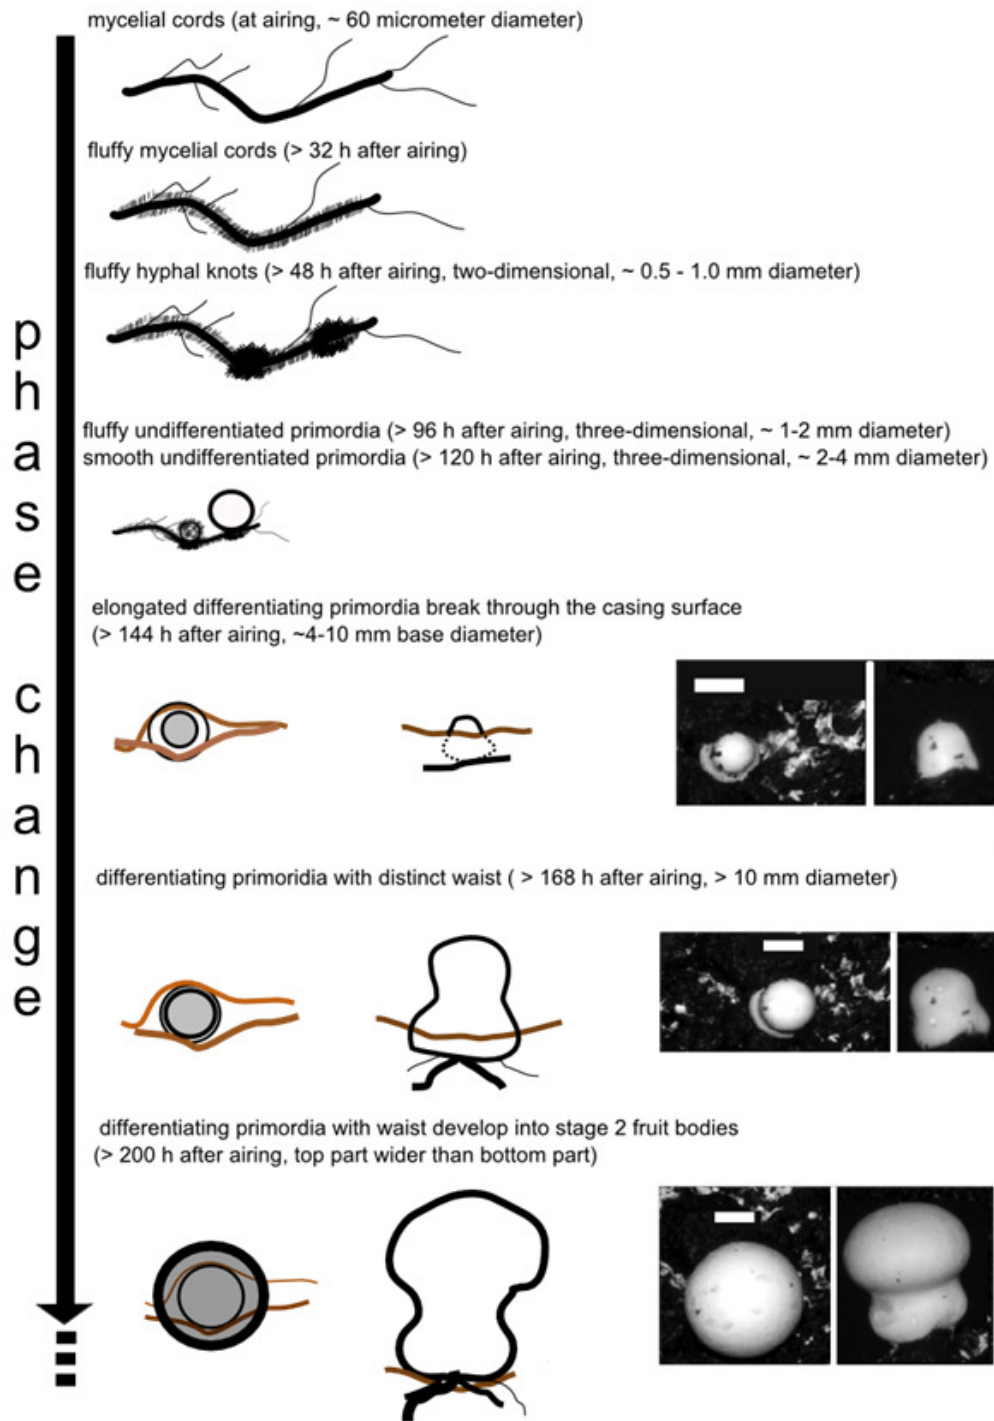 mycelial cords (at airing, ~ 60 micrometer diameter)
fluffy mycelial cords (> 32 h after airing)
fluffy hyphal knots (> 48 h after airing, two-dimensional, ~ 0.5 - 1.0 mm diameter)
fluffy undifferentiated primordia (> 96 h after airing, three-dimensional, ~ 1-2 mm diameter)
smooth undifferentiated primordia (> 120 h after airing, three-dimensional, ~ 2-4 mm diameter)
elongated differentiating primordia break through the casing surface
(> 144 h after airing, ~4-10 mm base diameter)
differentiating primoridia with distinct waist ( > 168 h after airing, > 10 mm diameter)
differentiating primordia with waist develop into stage 2 fruit bodies
(> 200 h after airing, top part wider than bottom part)
phase change